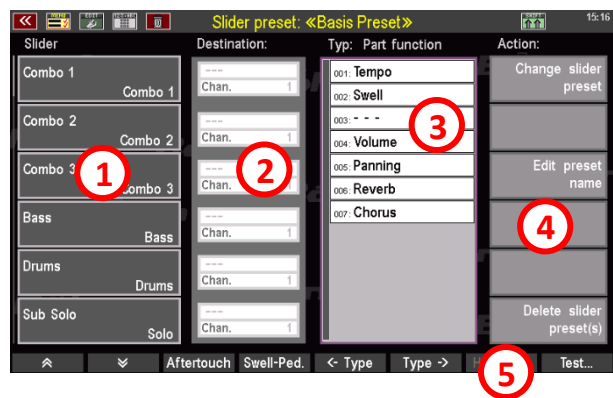 Slider preset: «Basis Preset»
15:16
Slider
Destination:
Typ: Part function
Action:
Combo 1
Combo 1
Combo 2
Combo 2
Combo 3
Combo 3
Bass
Bass
Drums
Drums
Sub Solo
Solo
---
Chan. 1
---
Chan. 1
---
Chan.
---
Chan. 1
---
Chan. 1
---
Chan. 1
001: Tempo
002: Swell
003: - - -
004: Volume
005: Panning
006: Reverb
007: Chorus
Change slider
preset
Edit preset
name
Delete slider
preset(s)
1
2
3
4
5
Aftertouch Swell-Ped. <- Type Type -> Test...